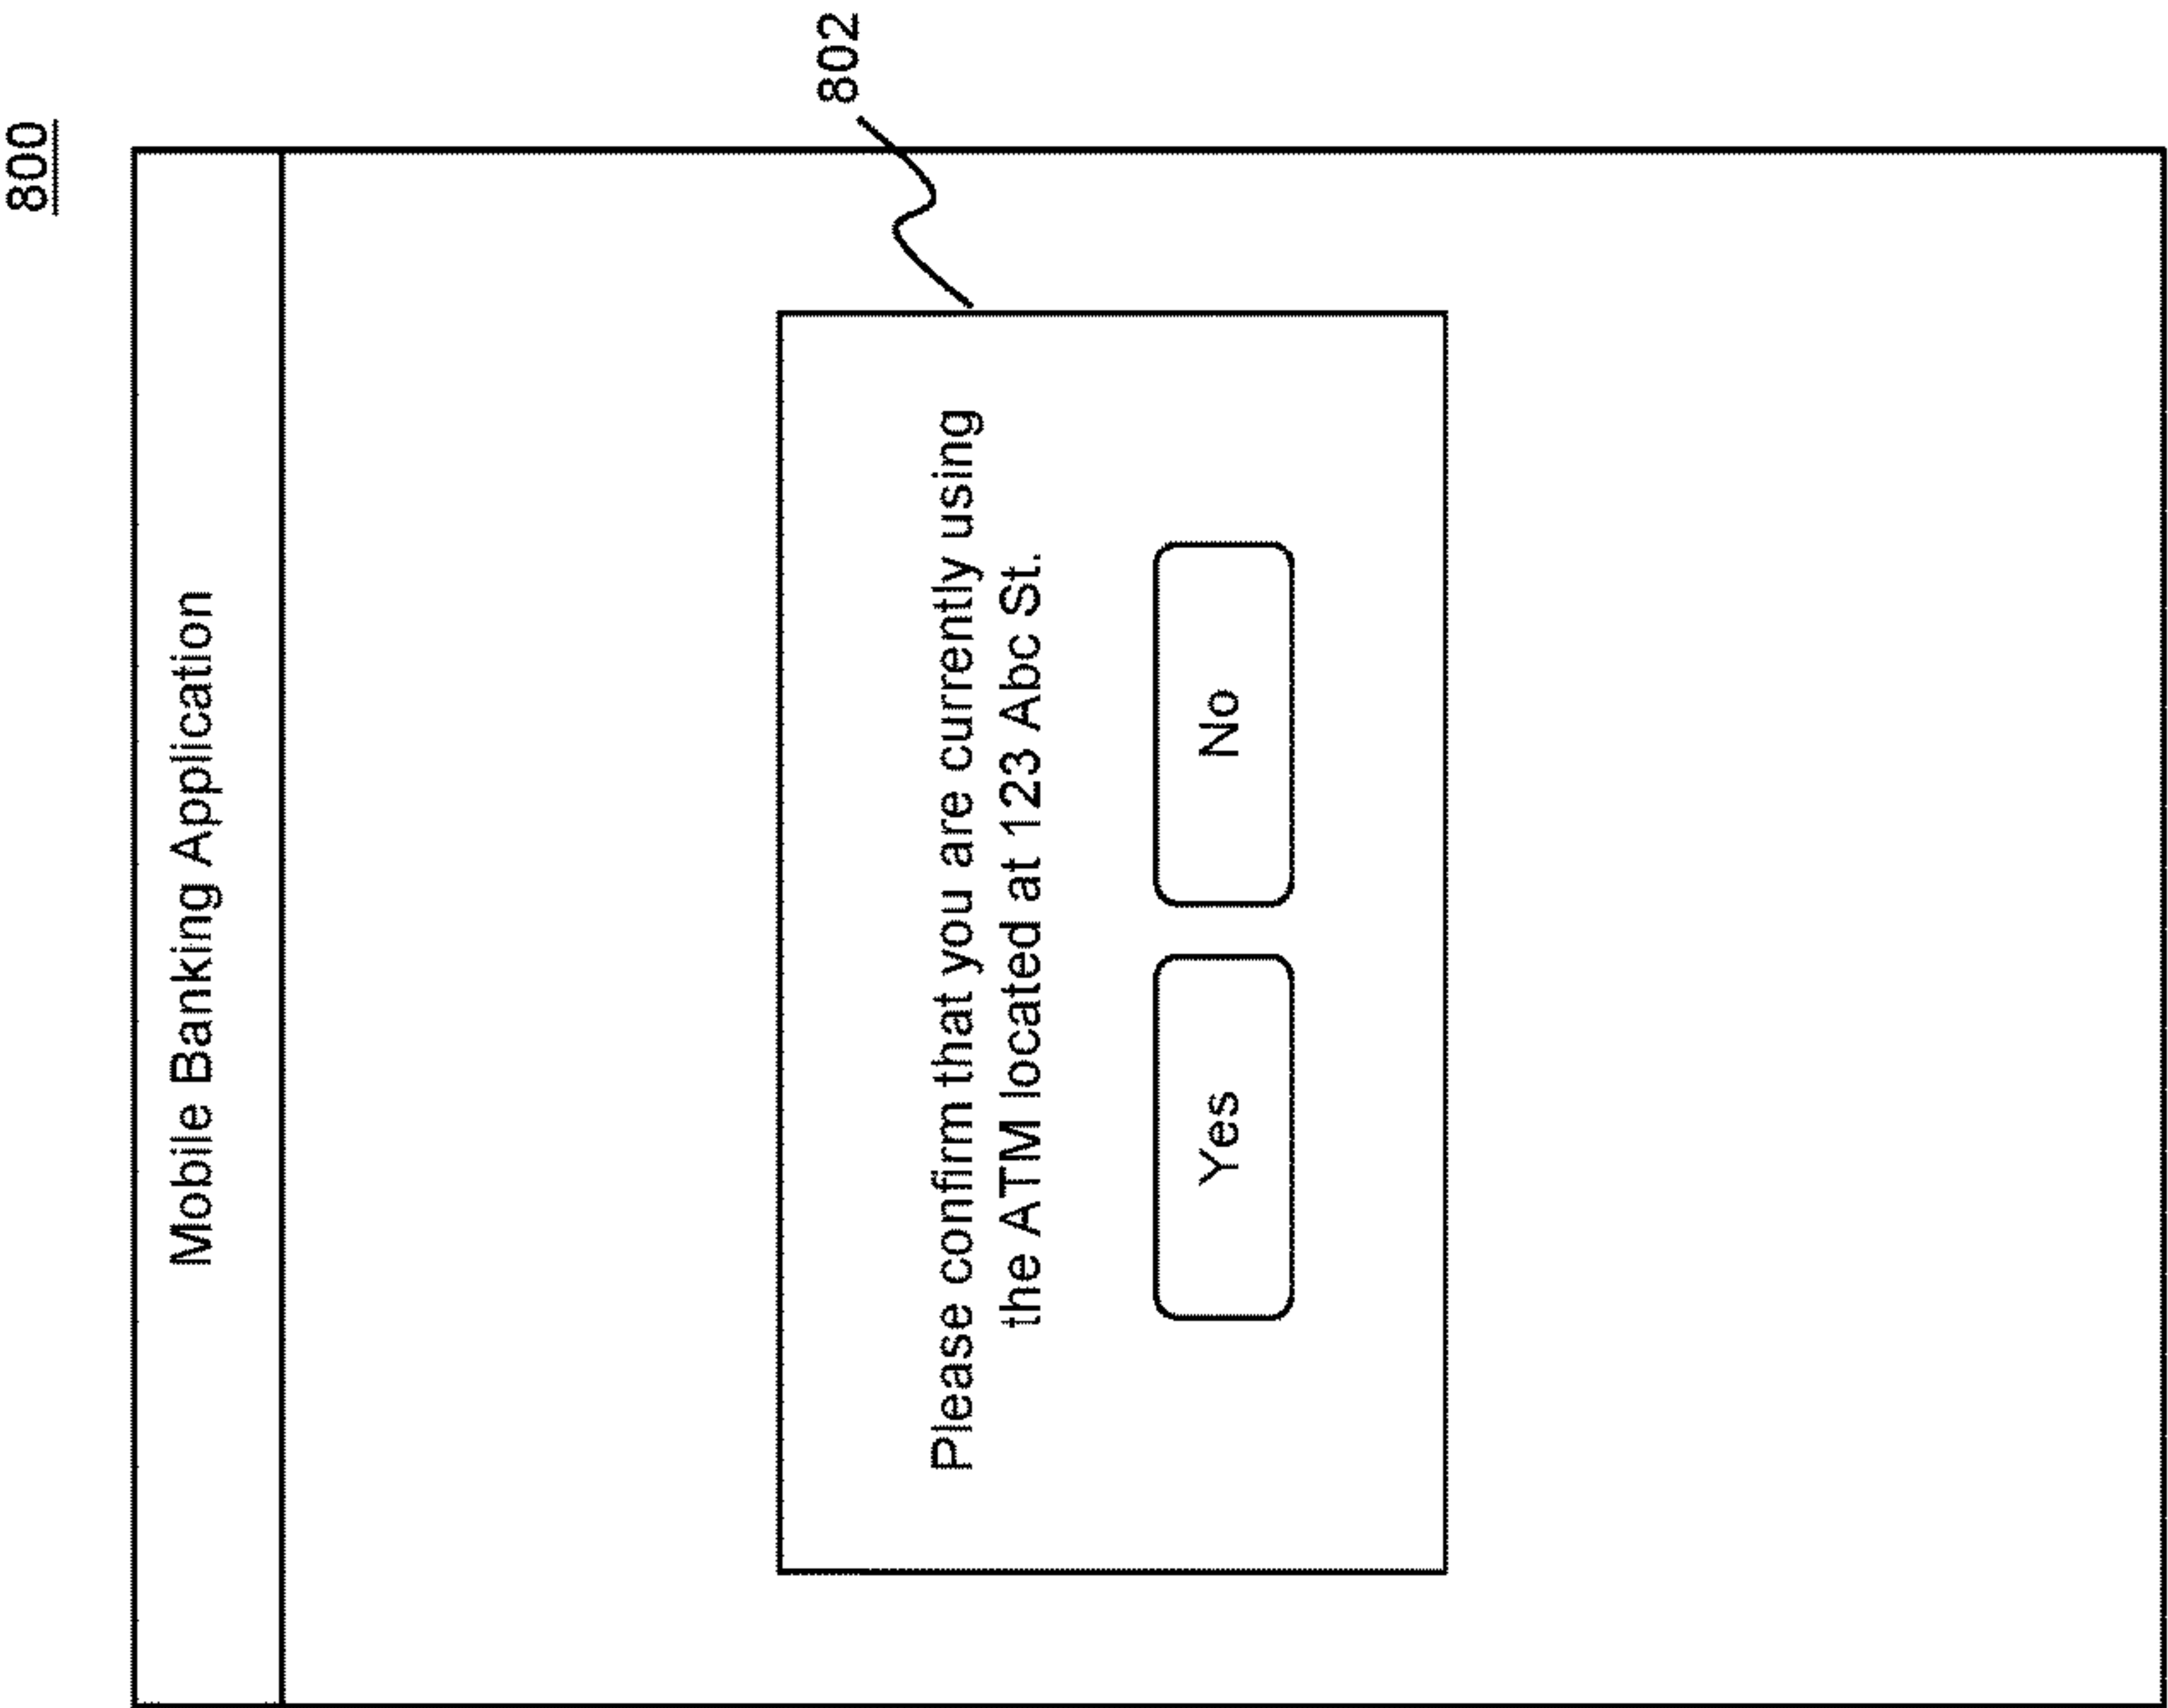 800
Mobile Banking Application
802
Please confirm that you are currently using
the ATM located at 123 Abc St.
Yes
No